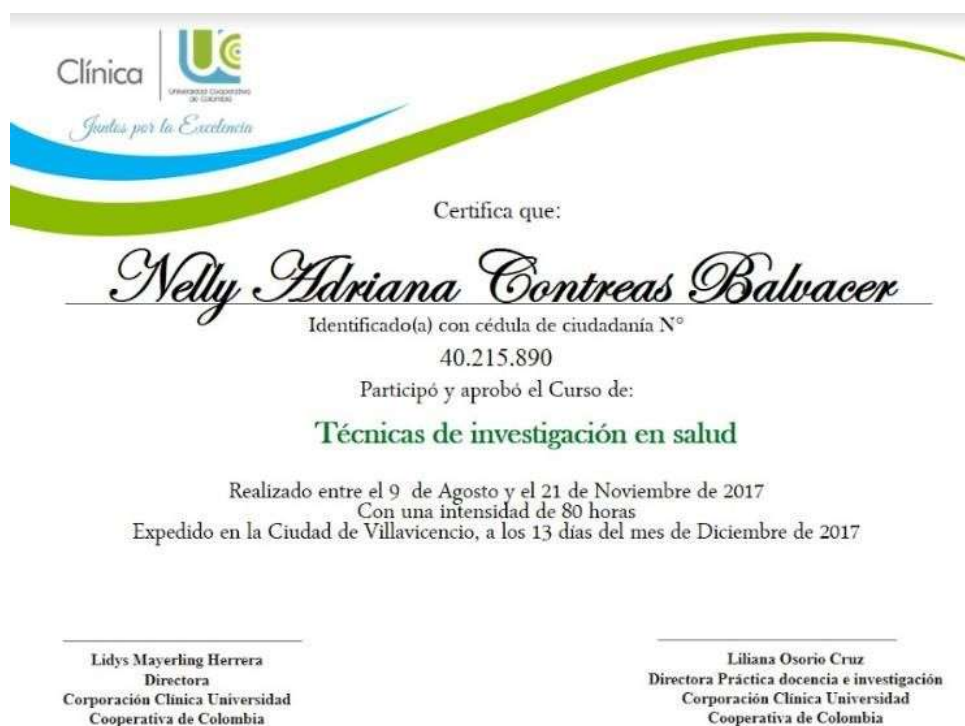 Clínica
Universidad Cooperativa
de Colombia
Juntos por la Excelencia
Certifica que:
Nelly Adriana Contreas Balvacer
Identificado(a) con cédula de ciudadanía N°
40.215.890
Participó y aprobó el Curso de:
Técnicas de investigación en salud
Realizado entre el 9 de Agosto y el 21 de Noviembre de 2017
Con una intensidad de 80 horas
Expedido en la Ciudad de Villavicencio, a los 13 días del mes de Diciembre de 2017
Lidys Mayerling Herrera
Directora
Corporación Clínica Universidad
Cooperativa de Colombia
Liliana Osorio Cruz
Directora Práctica docencia e investigación
Corporación Clínica Universidad
Cooperativa de Colombia